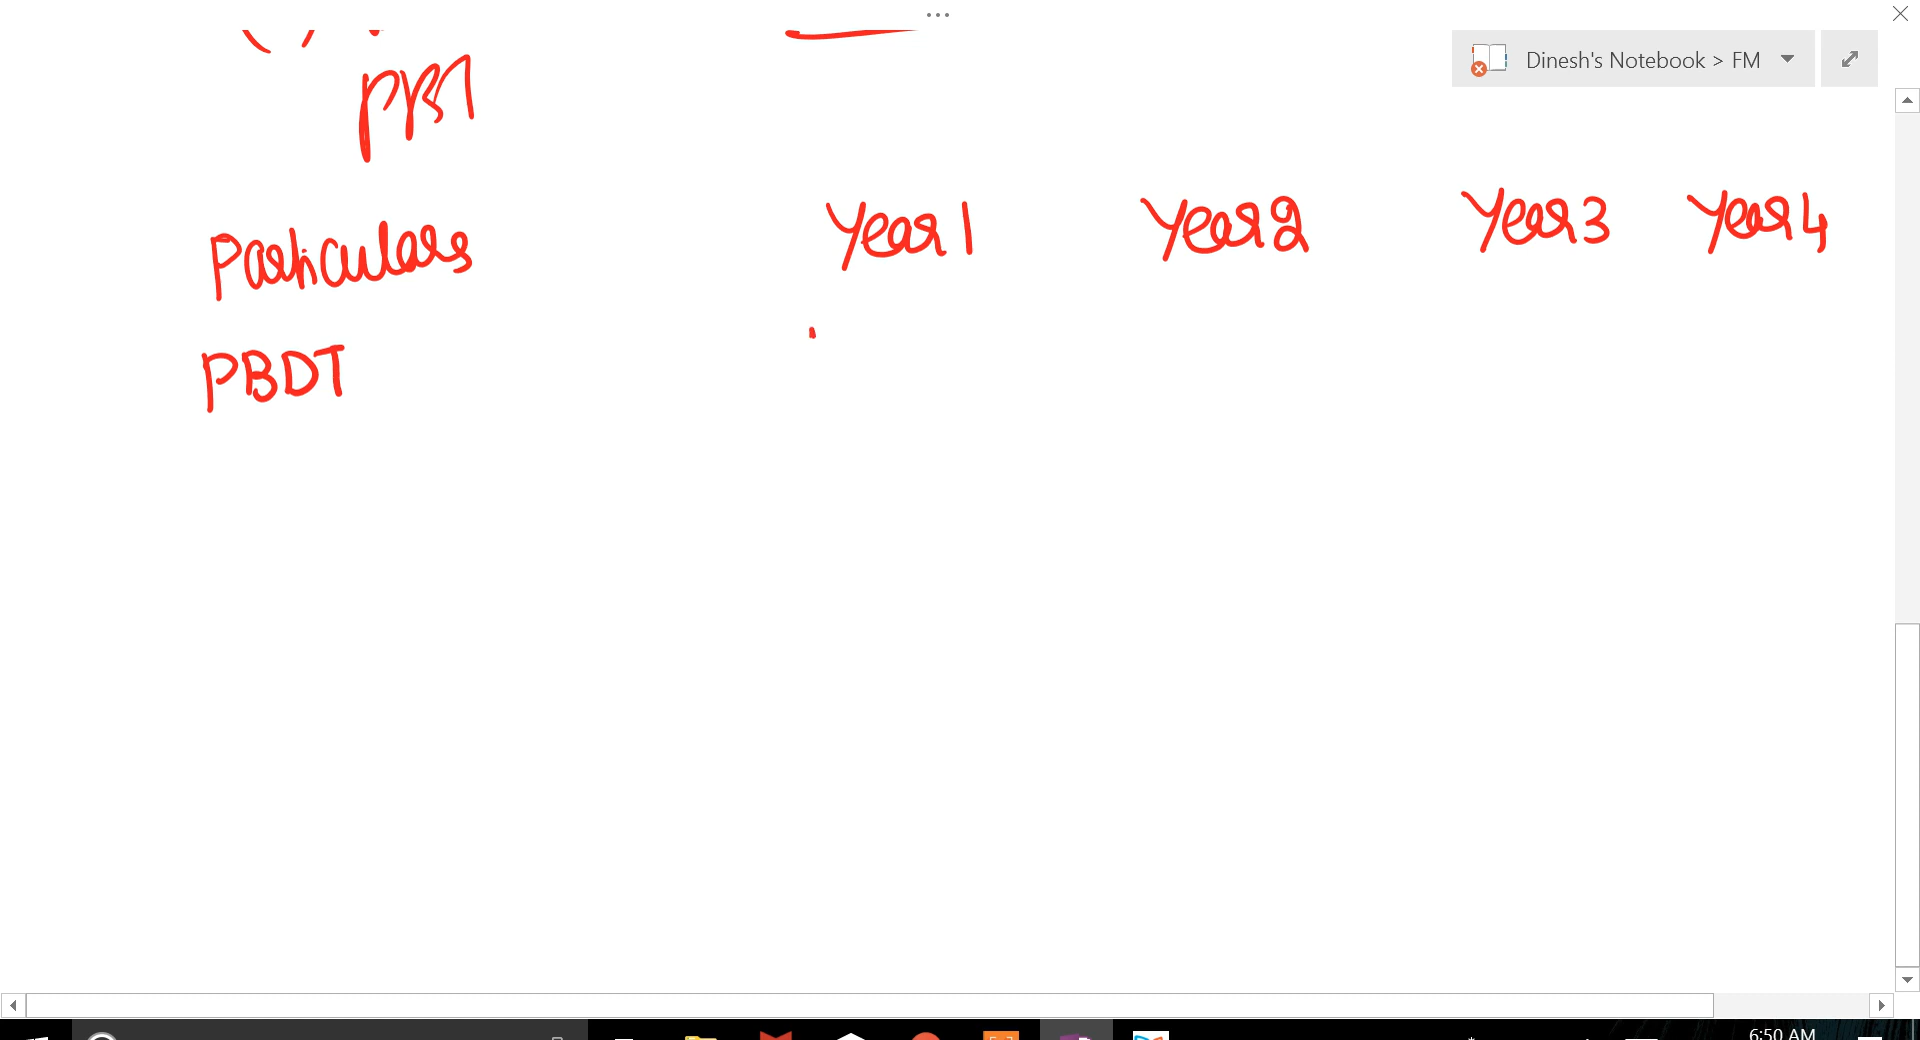 Dinesh's Notebook > FM
PBT
Particulars Year 1 Year 2 Year 3 Year 4
PBDT
6:50 AM